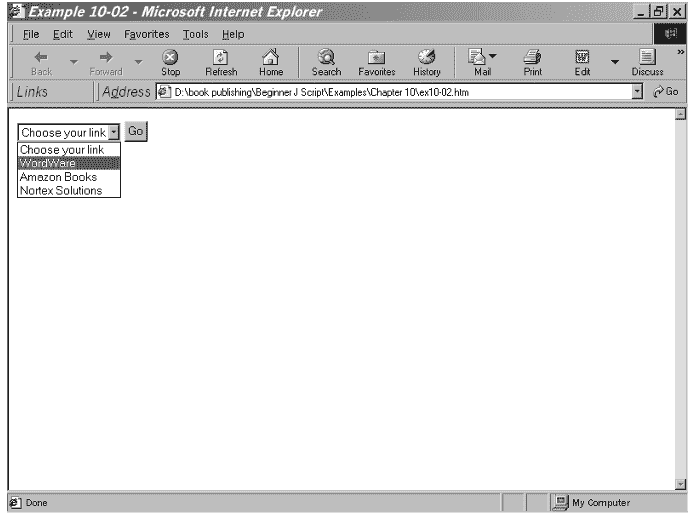 Example 10-02 - Microsoft Internet Explorer
File Edit View Favorites Tools Help
Back Forward Stop Refresh Home Search Favorites History Mail Print Edit Discuss
Links Address D:\book publishing\Beginner J Script\Examples\Chapter 10\ex10-02.htm Go
Choose your link Go
Choose your link
WordWare
Amazon Books
Nortex Solutions
Done My Computer